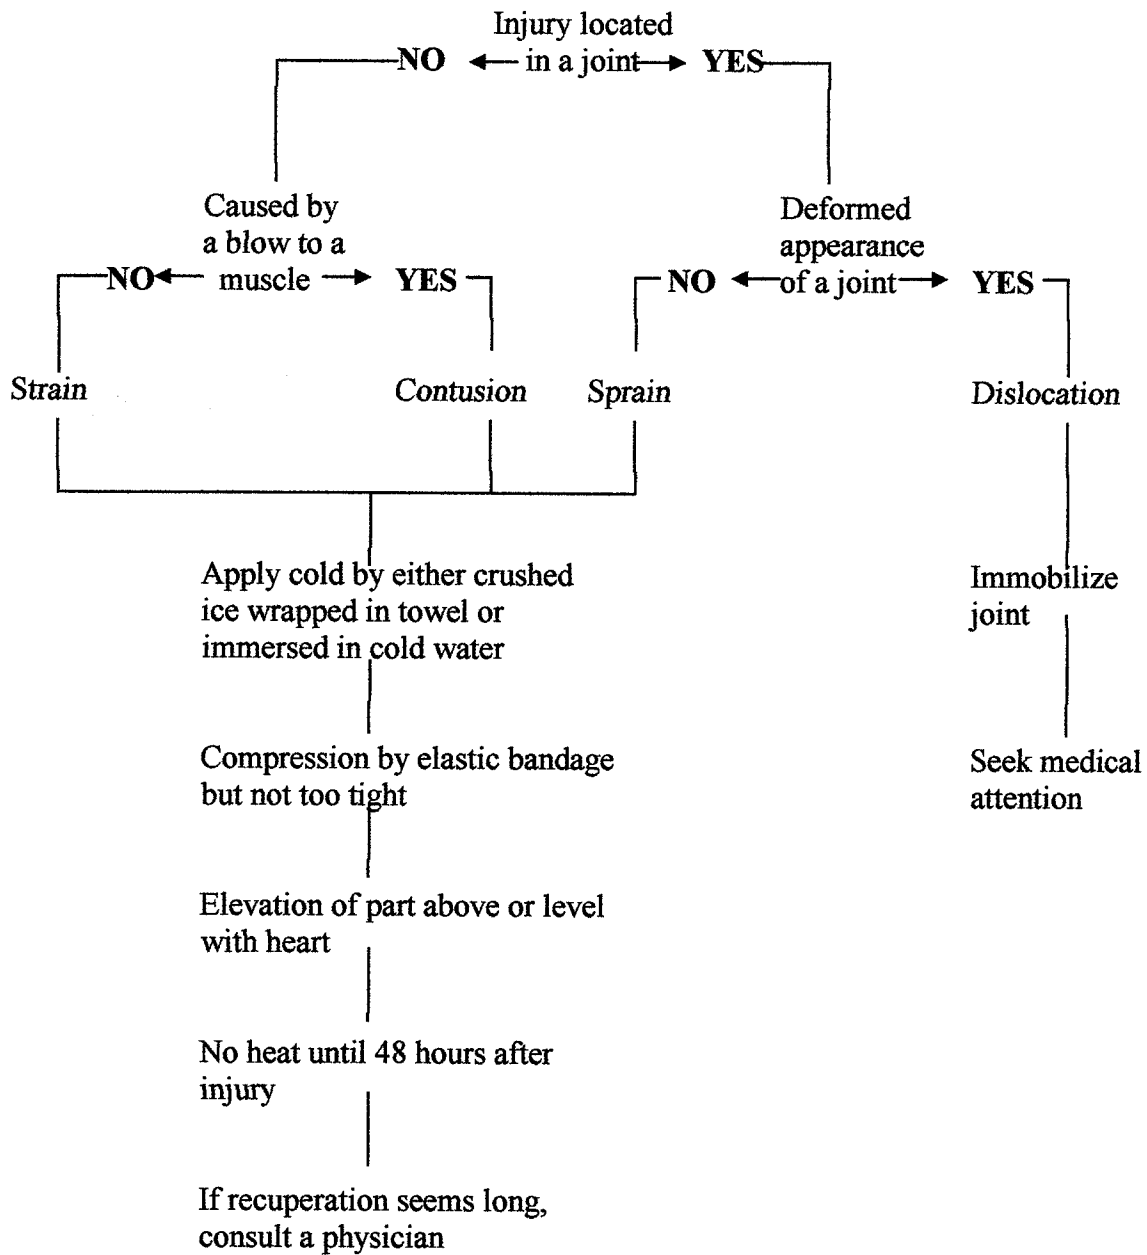 Injury located
NO in a joint YES
Caused by
a blow to a
NO muscle YES
Deformed
appearance
NO of a joint YES
Strain
Contusion
Sprain
Dislocation
Apply cold by either crushed
ice wrapped in towel or
immersed in cold water
Compression by elastic bandage
but not too tight
Elevation of part above or level
with heart
No heat until 48 hours after
injury
If recuperation seems long,
consult a physician
Immobilize
joint
Seek medical
attention